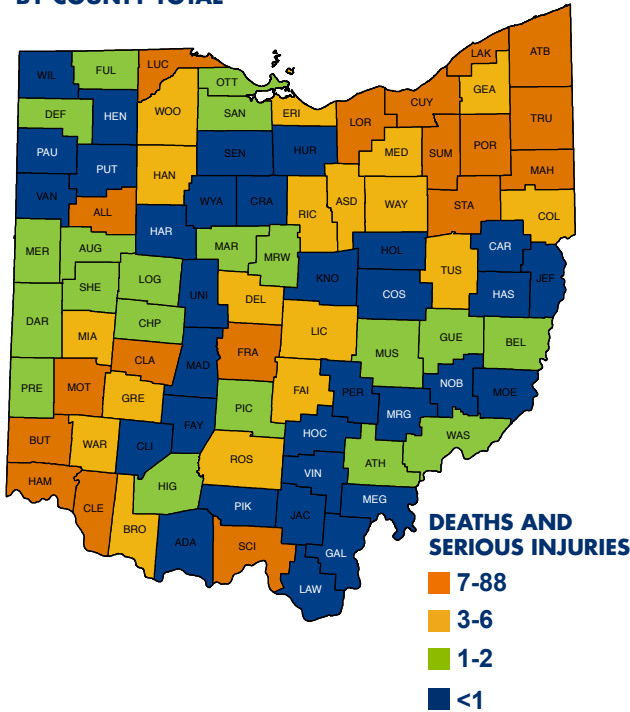 BY COUNTY TOTAL
WIL
FUL
LUC
OTT
LAK
ATB
GEA
CUY
DEF
HEN
WOO
SAN
ERI
LOR
TRU
PAU
PUT
HAN
SEN
HUR
MED
SUM
POR
MAH
VAN
ALL
WYA
CRA
RIC
ASD
WAY
STA
COL
HAR
MER
AUG
MAR
MRW
KNO
HOL
TUS
CAR
JEF
SHE
LOG
UNI
DEL
COS
HAS
DAR
CHP
LIC
MIA
MUS
GUE
BEL
CLA
MAD
FRA
PRE
MOT
GRE
PIC
FAI
PER
NOB
MOE
MRG
BUT
WAR
CLI
FAY
HOC
WAS
ROS
ATH
HAM
HIG
VIN
CLE
BRO
PIK
MEG
ADA
SCI
JAC
GAL
LAW
DEATHS AND
SERIOUS INJURIES
7-88
3-6
1-2
<1